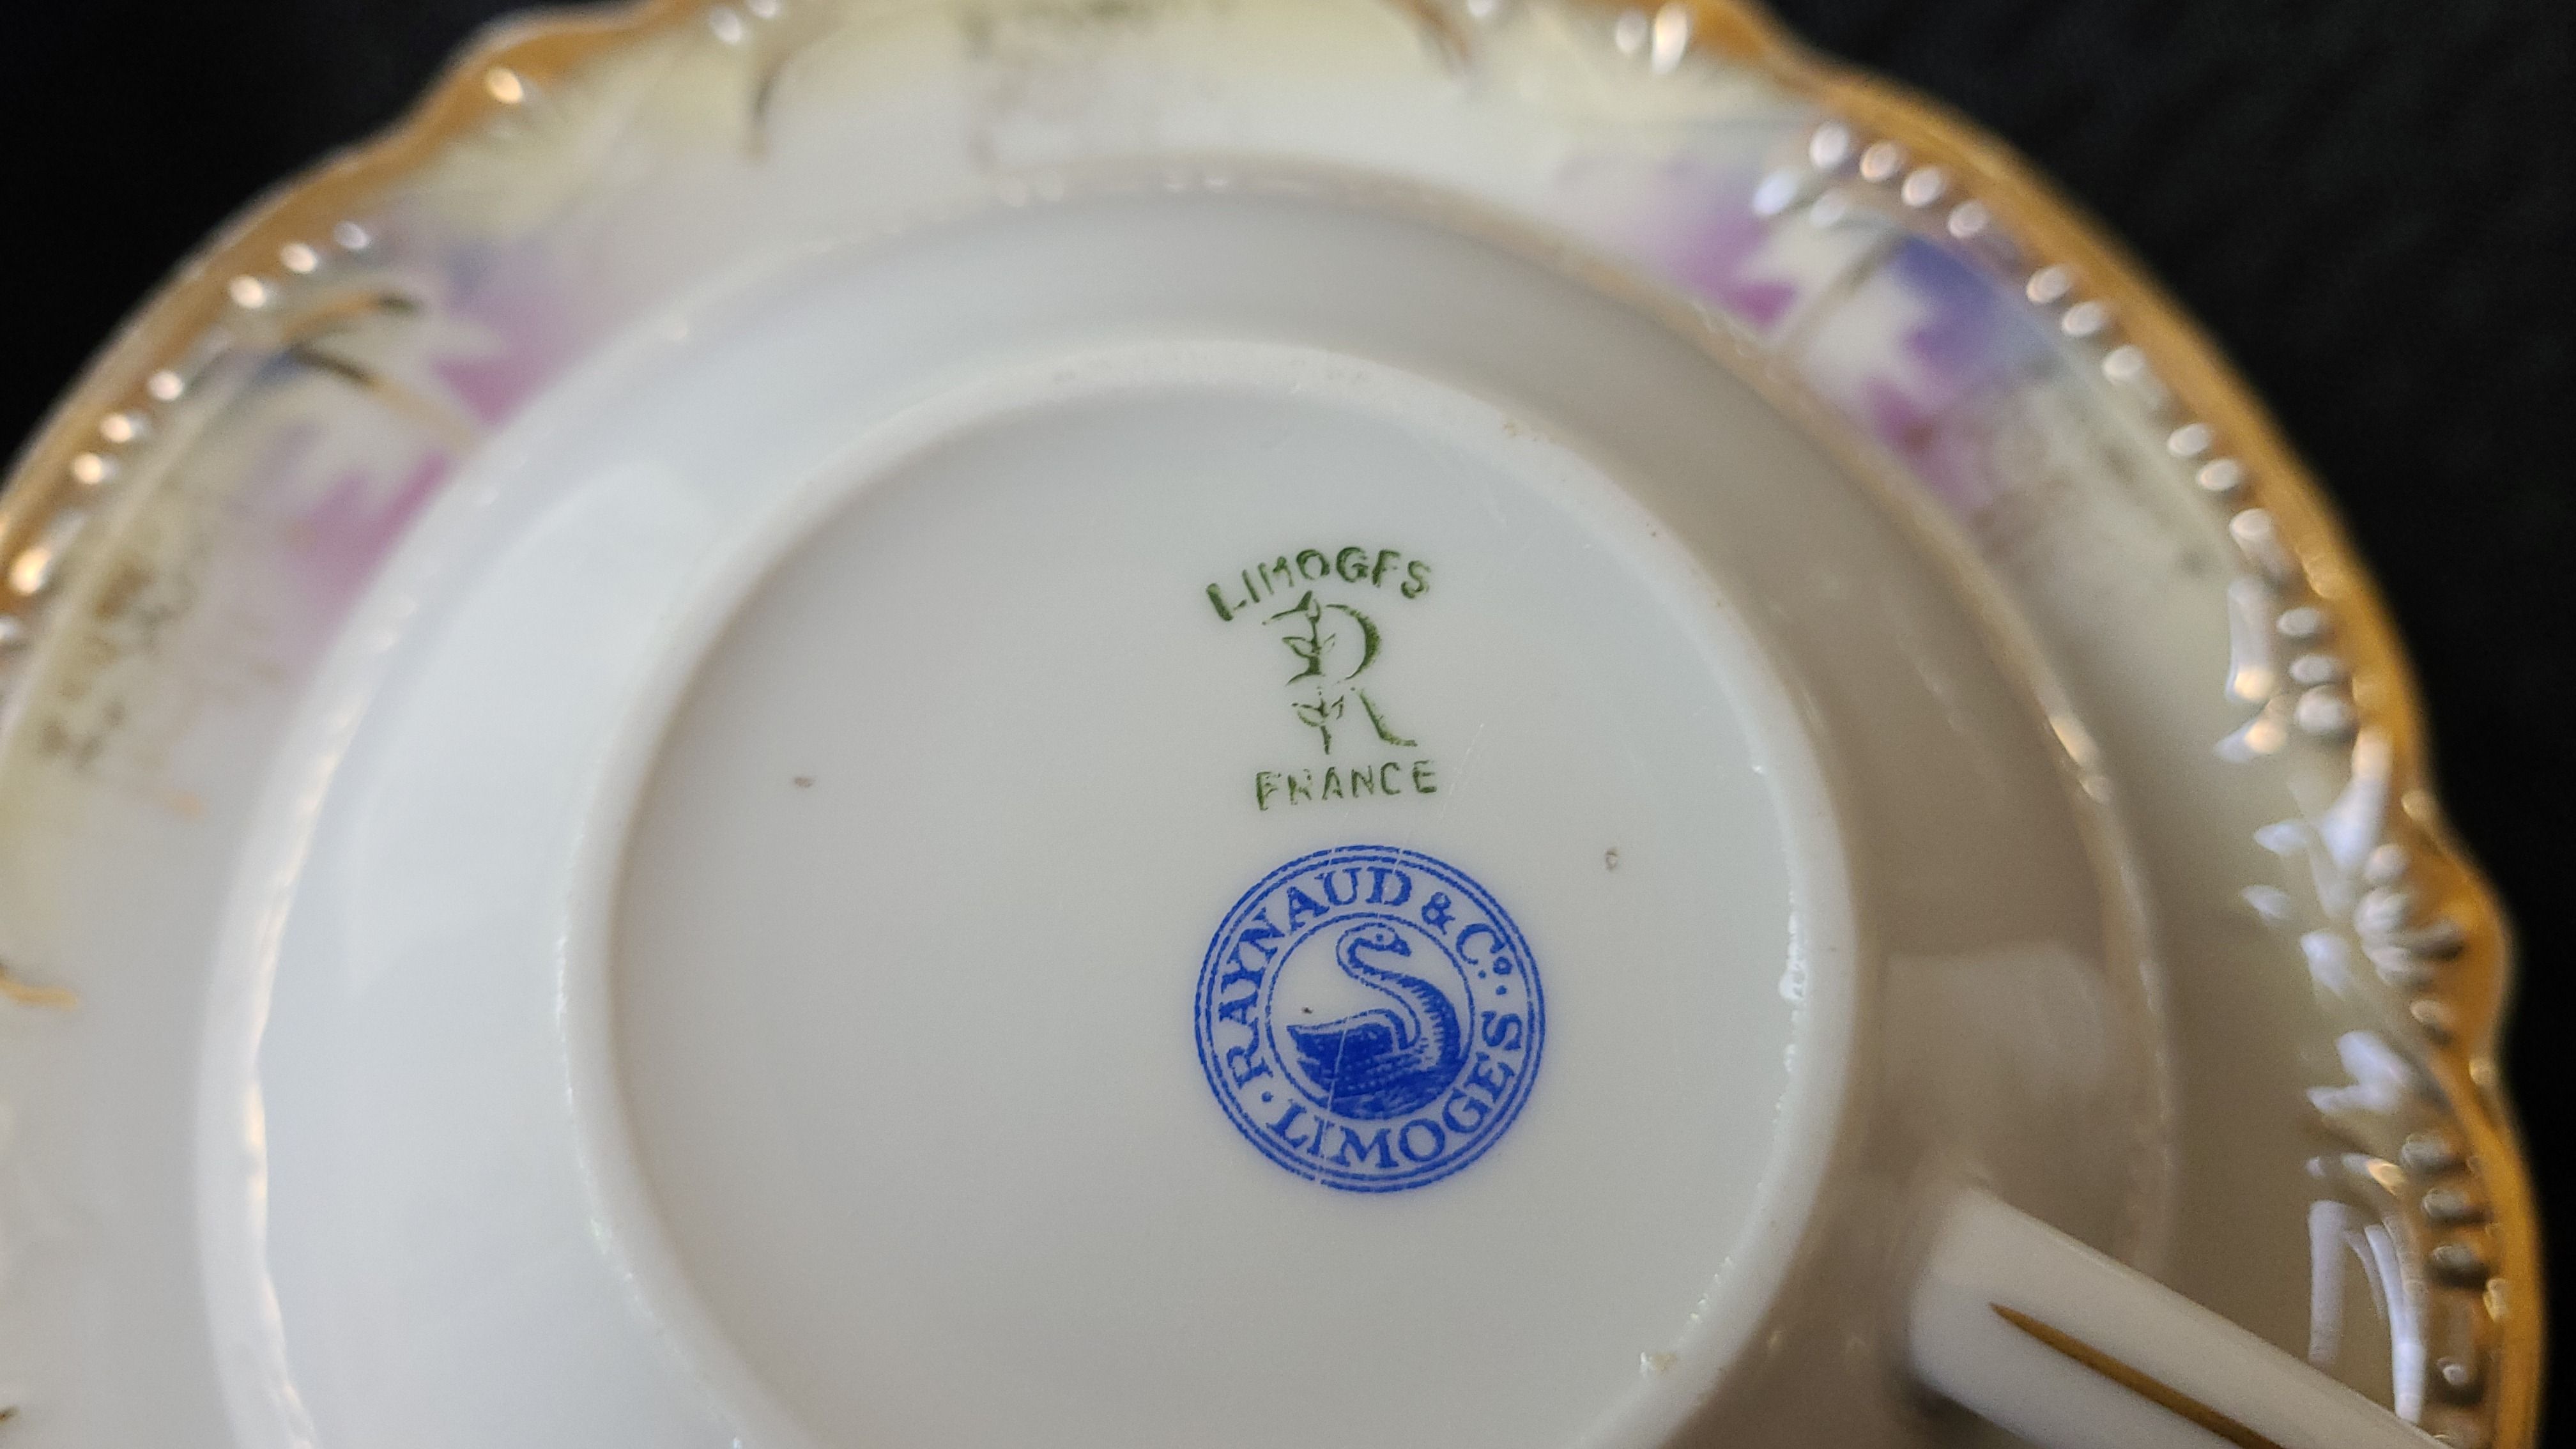 LIMOGES
R
FRANCE
RAYNAUD & Co.
LIMOGES